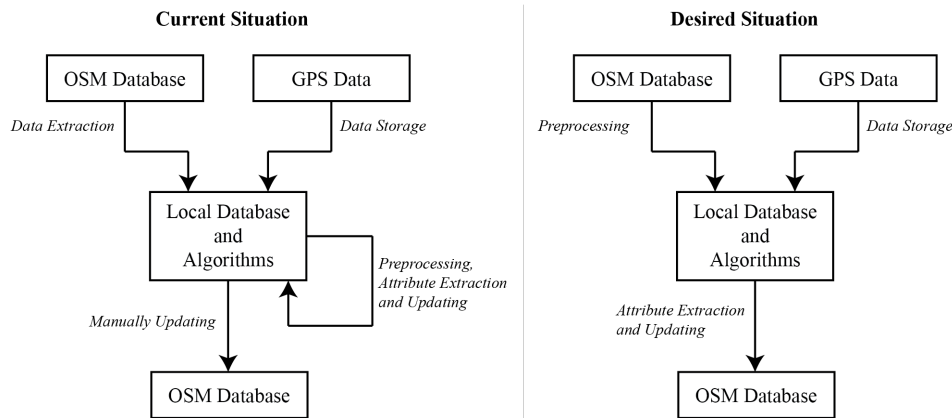 Current Situation
OSM Database
GPS Data
Data Extraction
Data Storage
Local Database
and
Algorithms
Preprocessing,
Attribute Extraction
and Updating
Manually Updating
OSM Database
Desired Situation
OSM Database
GPS Data
Preprocessing
Data Storage
Local Database
and
Algorithms
Attribute Extraction
and Updating
OSM Database